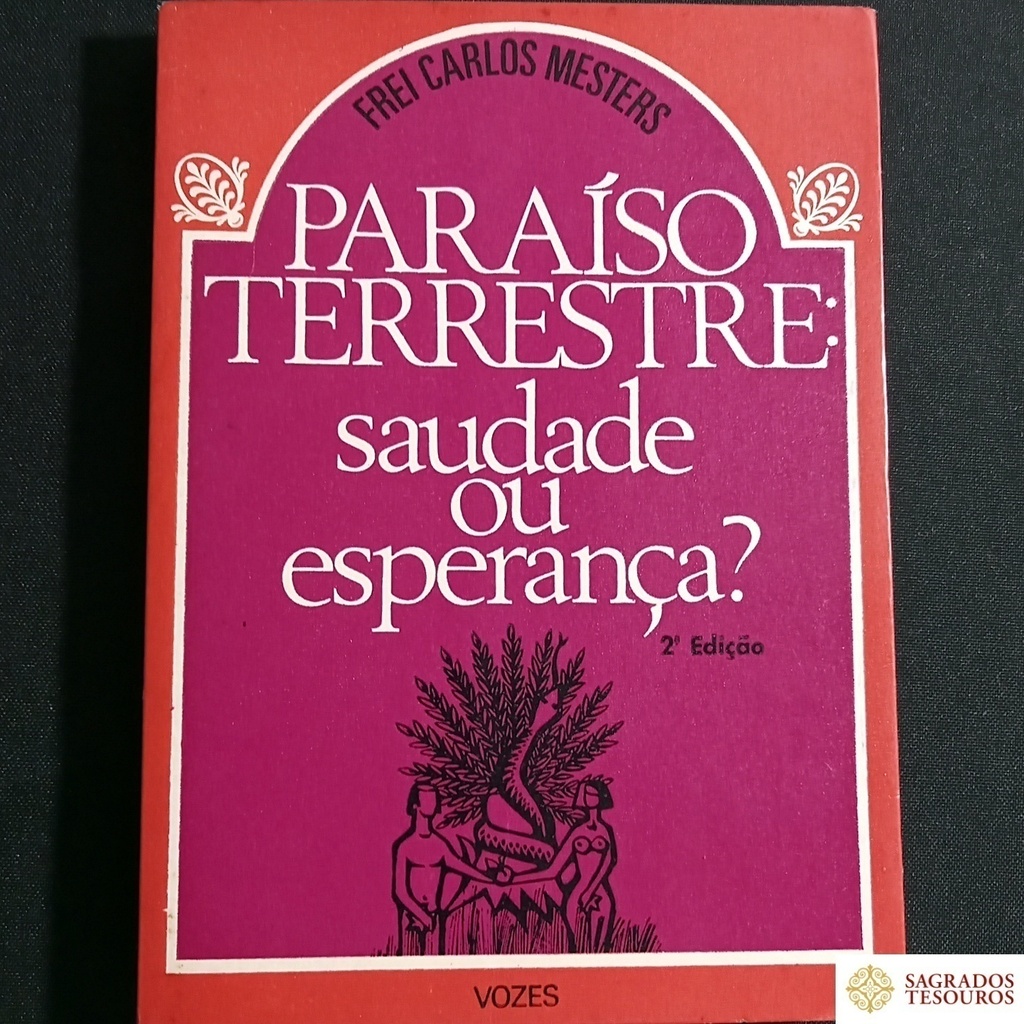 FREI CARLOS MESTERS
PARAÍSO
TERRESTRE:
saudade
ou
esperança?
2ª Edição
VOZES
SAGRADOS
TESOUROS